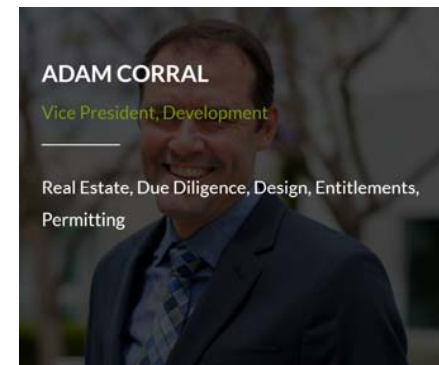 ADAM CORRAL
Vice President, Development
Real Estate, Due Diligence, Design, Entitlements,
Permitting